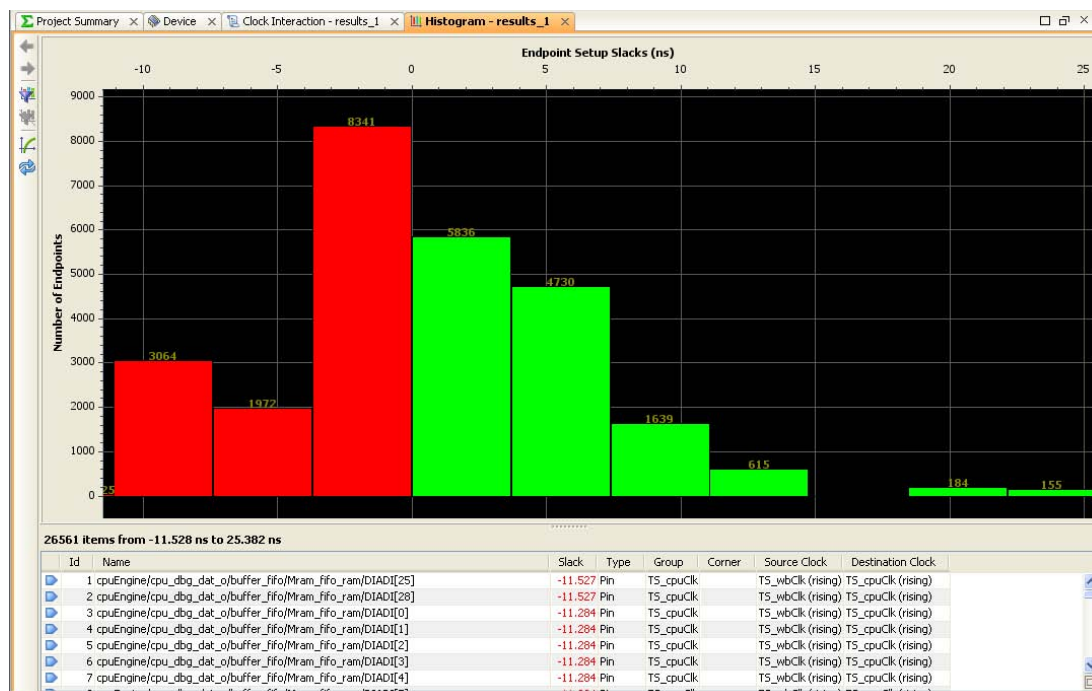 Project Summary × Device × Clock Interaction - results_1 × Histogram - results_1 ×
Endpoint Setup Slacks (ns)
-10 -5 0 5 10 15 20 25
Number of Endpoints
9000
8000
7000
6000
5000
4000
3000
2000
1000
0
25 3064 1972 8341 5836 4730 1639 615 184 155
26561 items from -11.528 ns to 25.382 ns
Id Name Slack Type Group Corner Source Clock Destination Clock
1 cpuEngine/cpu_dbg_dat_o/buffer_fifo/Mram_fifo_ram/DIADI[25] -11.527 Pin TS_cpuClk TS_wbClk (rising) TS_cpuClk (rising)
2 cpuEngine/cpu_dbg_dat_o/buffer_fifo/Mram_fifo_ram/DIADI[28] -11.527 Pin TS_cpuClk TS_wbClk (rising) TS_cpuClk (rising)
3 cpuEngine/cpu_dbg_dat_o/buffer_fifo/Mram_fifo_ram/DIADI[0] -11.284 Pin TS_cpuClk TS_wbClk (rising) TS_cpuClk (rising)
4 cpuEngine/cpu_dbg_dat_o/buffer_fifo/Mram_fifo_ram/DIADI[1] -11.284 Pin TS_cpuClk TS_wbClk (rising) TS_cpuClk (rising)
5 cpuEngine/cpu_dbg_dat_o/buffer_fifo/Mram_fifo_ram/DIADI[2] -11.284 Pin TS_cpuClk TS_wbClk (rising) TS_cpuClk (rising)
6 cpuEngine/cpu_dbg_dat_o/buffer_fifo/Mram_fifo_ram/DIADI[3] -11.284 Pin TS_cpuClk TS_wbClk (rising) TS_cpuClk (rising)
7 cpuEngine/cpu_dbg_dat_o/buffer_fifo/Mram_fifo_ram/DIADI[4] -11.284 Pin TS_cpuClk TS_wbClk (rising) TS_cpuClk (rising)